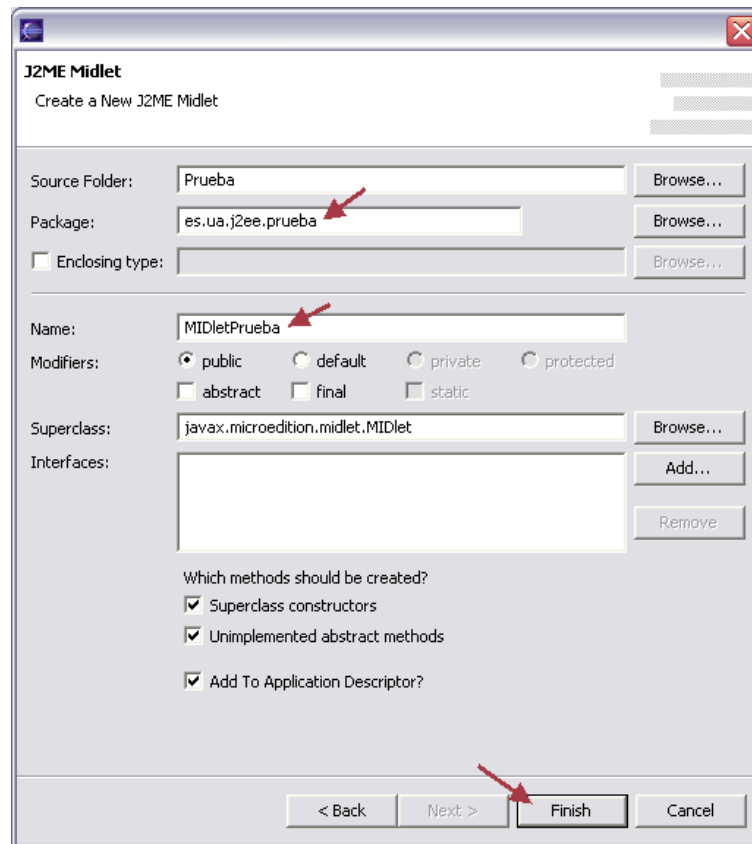 J2ME Midlet
Create a New J2ME Midlet
Source Folder: Prueba Browse...
Package: es.ua.j2ee.prueba Browse...
Enclosing type: Browse...
Name: MIDletPrueba
Modifiers: public default private protected
abstract final static
Superclass: javax.microedition.midlet.MIDlet Browse...
Interfaces: Add...
Remove
Which methods should be created?
Superclass constructors
Unimplemented abstract methods
Add To Application Descriptor?
< Back Next > Finish Cancel